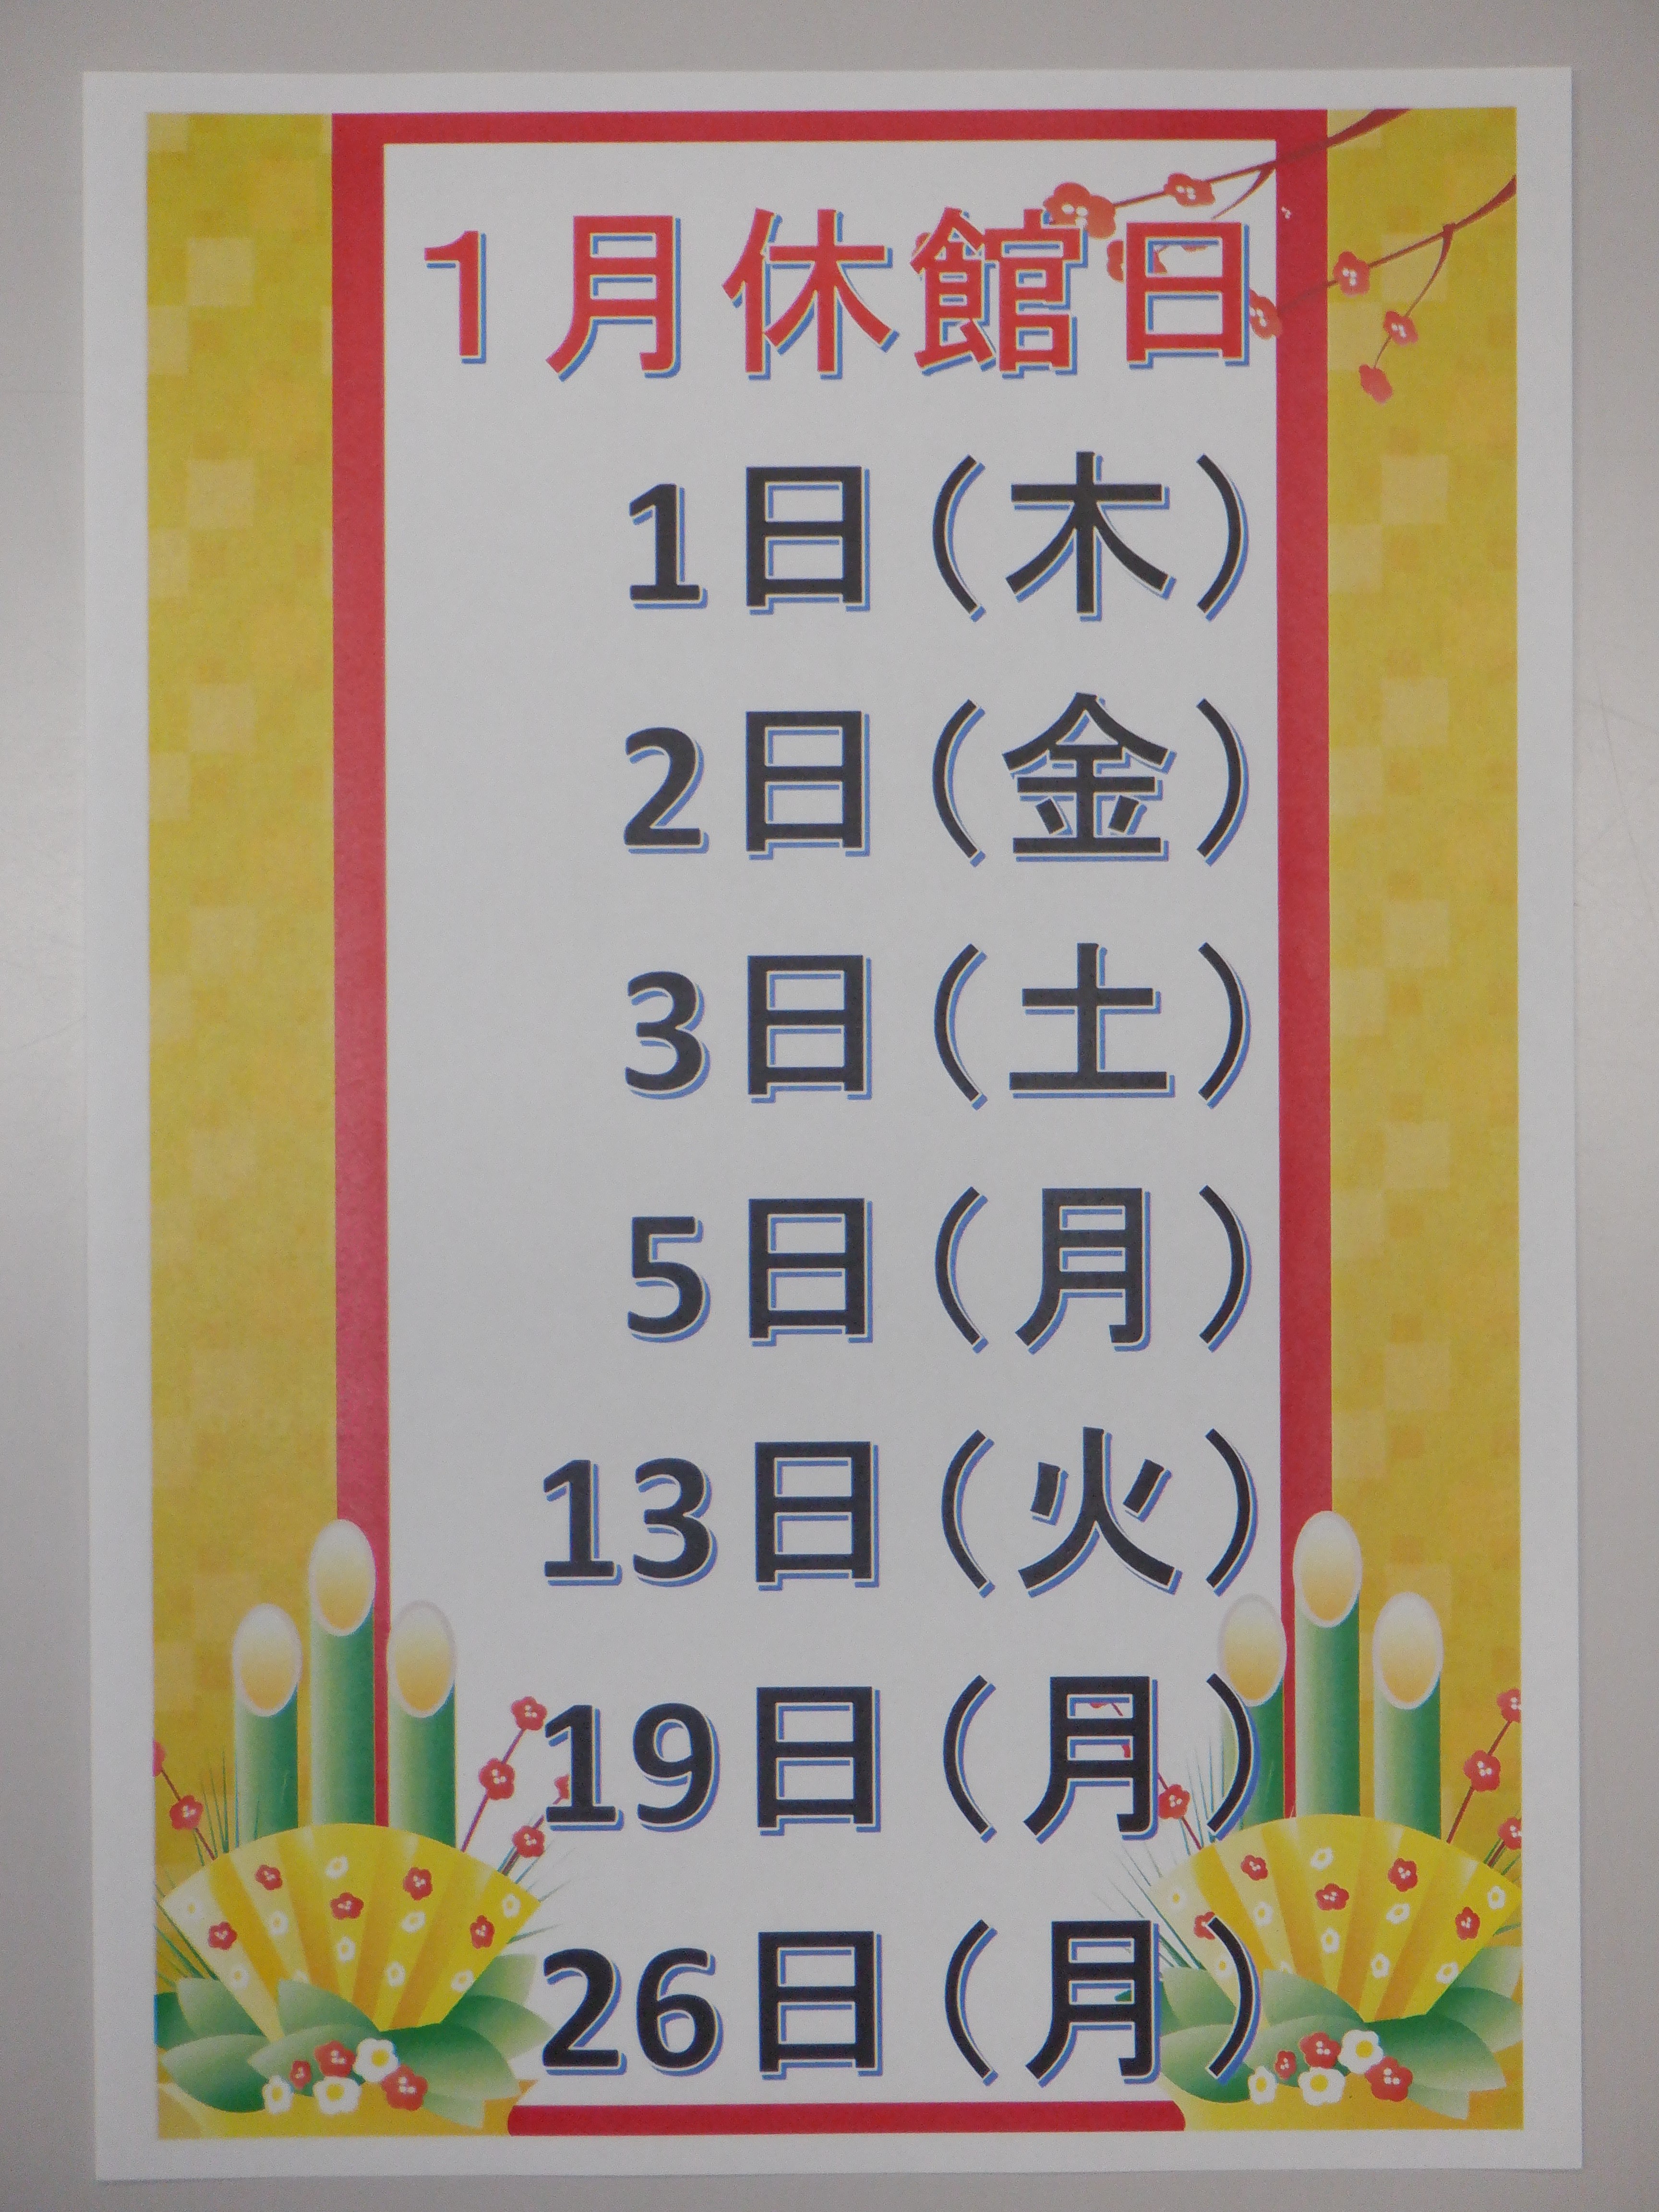 1月休館日
1日（木）
2日（金）
3日（土）
5日（月）
13日（火）
19日（月）
26日（月）